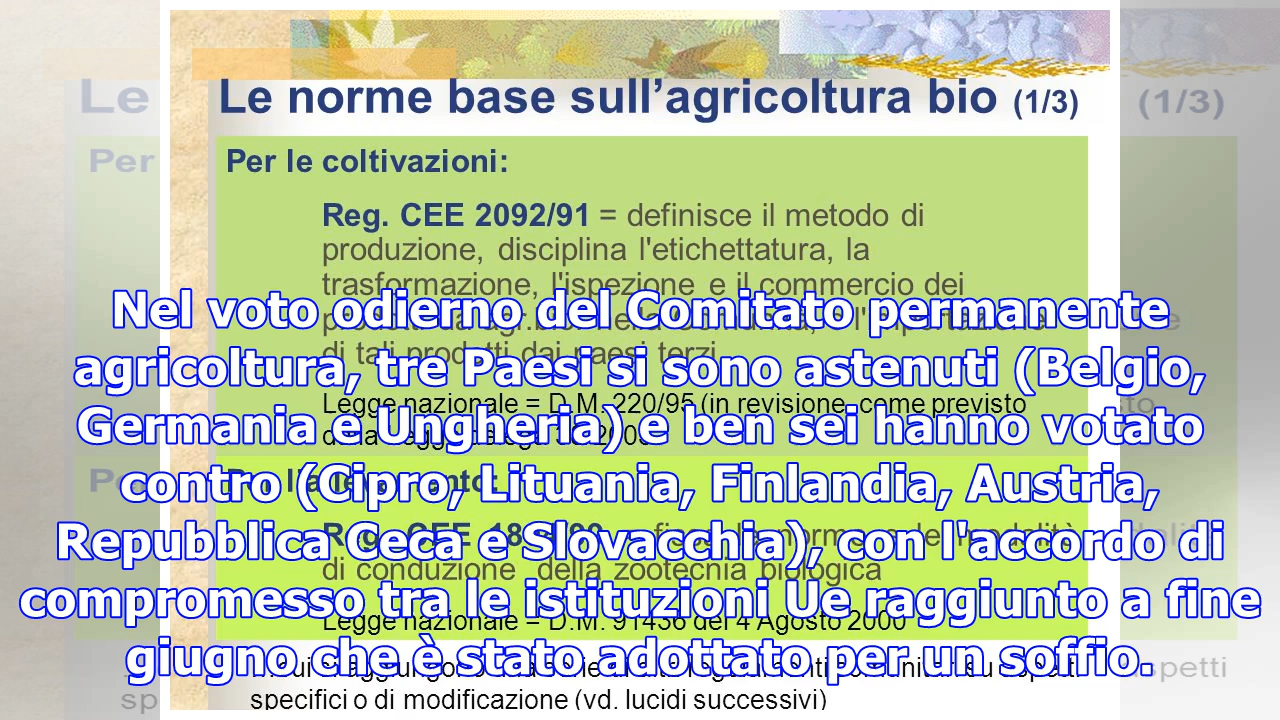 Le norme base sull'agricoltura bio (1/3)
Per le coltivazioni:
Reg. CEE 2092/91 = definisce il metodo di
produzione, disciplina l'etichettatura, la
trasformazione, l'ispezione e il commercio dei
di tali prodotti dai paesi terzi
Legge nazionale = D.M. 220/95 (in revisione come previsto
di conduzione della zootecnia biologica
Legge nazionale = D.M. 91436 del 4 Agosto 2000
specifici o di modificazione (vd. lucidi successivi)
Nel voto odierno del Comitato permanente
agricoltura, tre Paesi si sono astenuti (Belgio,
Germania e Ungheria) e ben sei hanno votato
contro (Cipro, Lituania, Finlandia, Austria,
Repubblica Ceca e Slovacchia), con l'accordo di
compromesso tra le istituzioni Ue raggiunto a fine
giugno che è stato adottato per un soffio.